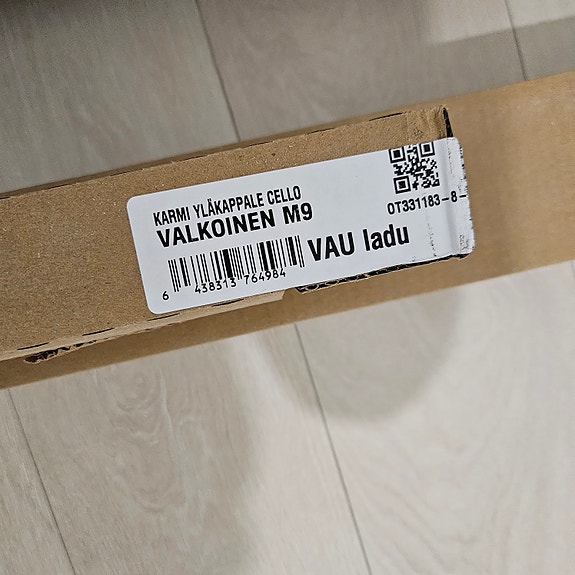 KARMI YLÄKAPPALE CELLO
VALKOINEN M9
OT331183-8-
VAU ladu
6 438313 764984